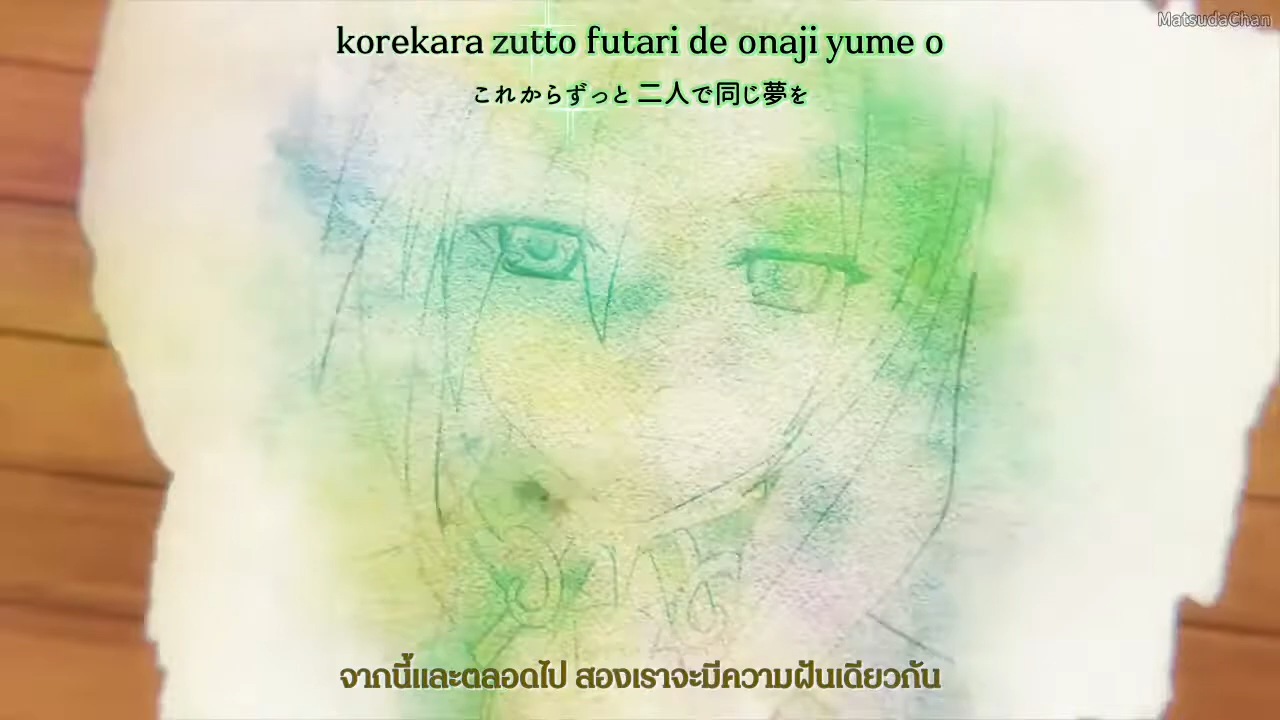 MatsudaChan
korekara zutto futari de onaji yume o
これからずっと二人で同じ夢を
จากนี้และตลอดไป สองเราจะมีความฝันเดียวกัน